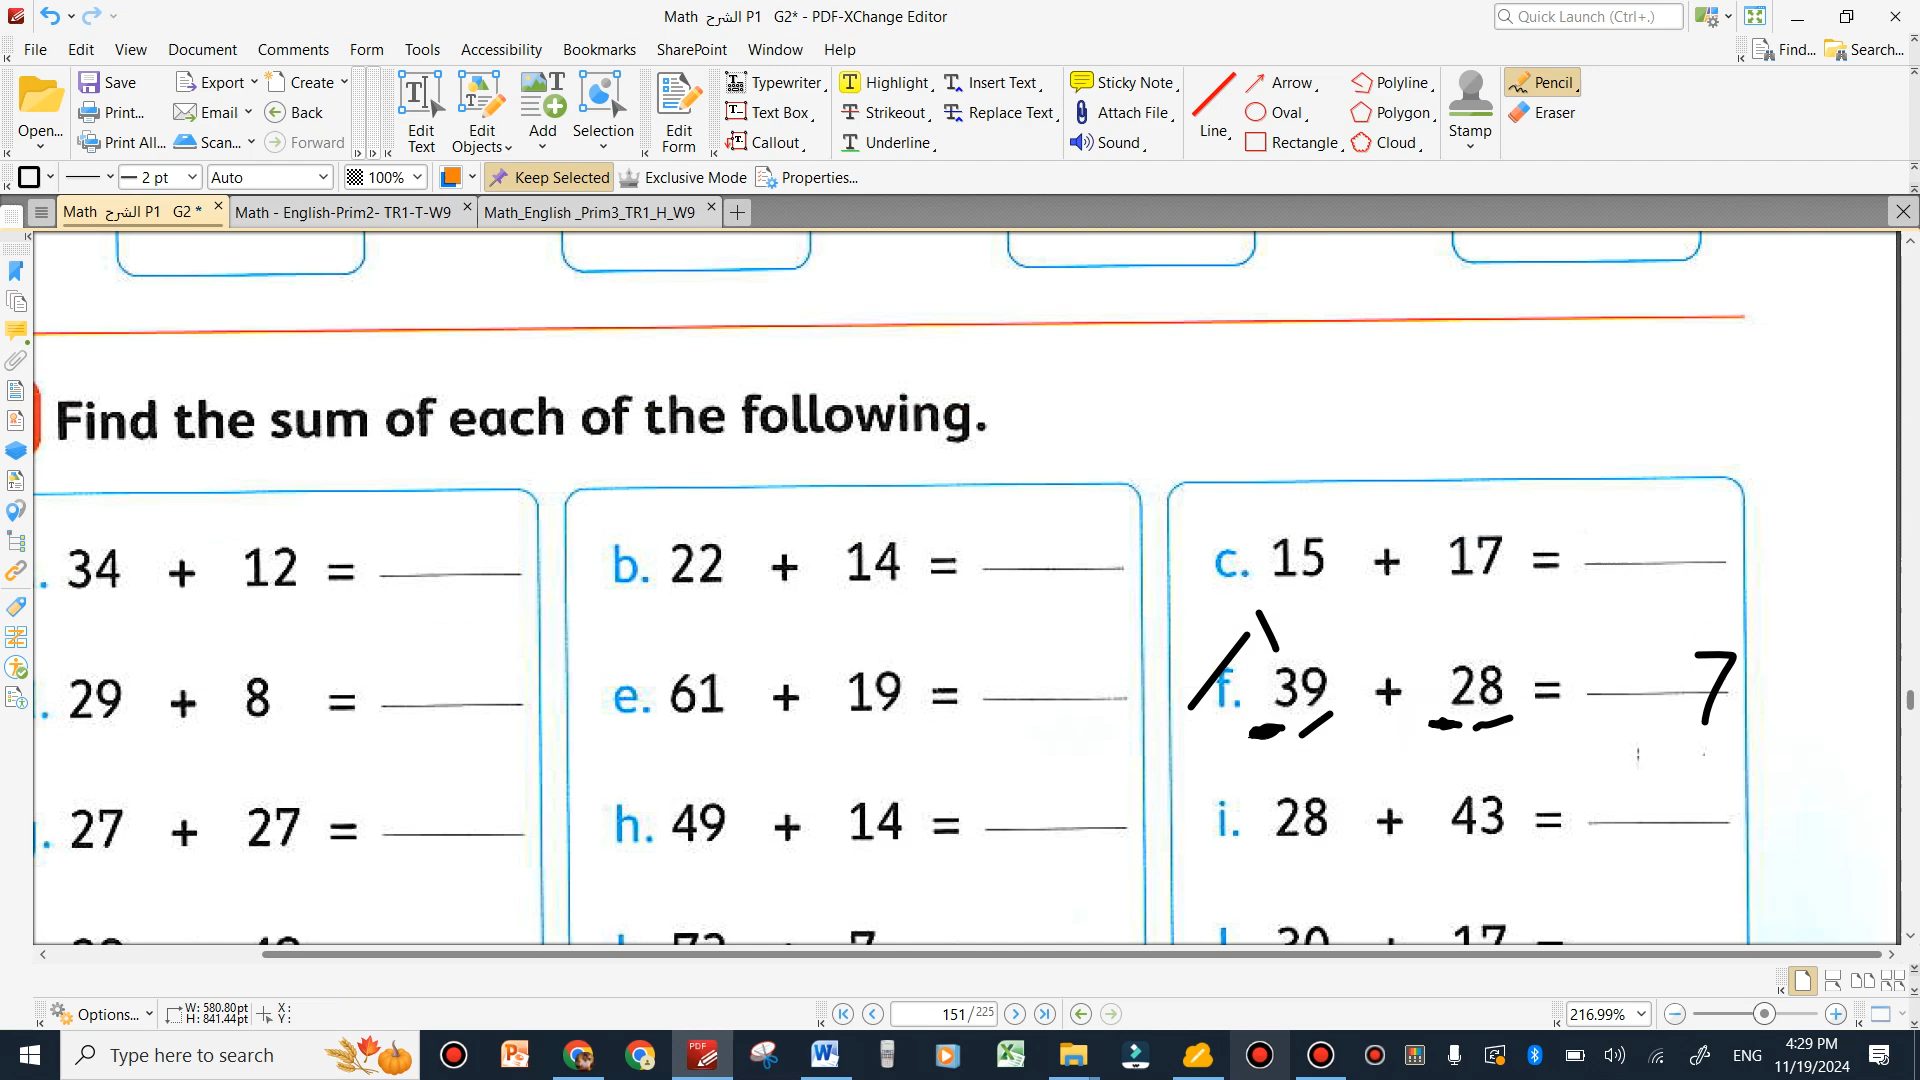 Math الشرح P1 G2* - PDF-XChange Editor
Quick Launch (Ctrl+.)
File Edit View Document Comments Form Tools Accessibility Bookmarks SharePoint Window Help
Find... Search...
Open... Save Export Create
Print... Email Back
Print All... Scan... Forward
Edit Text Edit Objects Add Selection Edit Form
Typewriter Highlight Insert Text Sticky Note Arrow Polyline Pencil
Text Box Strikeout Replace Text Attach File Oval Polygon Eraser
Callout Underline Sound Line Rectangle Cloud Stamp
2 pt Auto 100% Keep Selected Exclusive Mode Properties...
Math الشرح P1 G2 * Math - English-Prim2- TR1-T-W9 Math_English _Prim3_TR1_H_W9
Find the sum of each of the following.
. 34 + 12 = b. 22 + 14 = c. 15 + 17 =
. 29 + 8 = e. 61 + 19 = f. 39 + 28 = 7
. 27 + 27 = h. 49 + 14 = i. 28 + 43 =
Options... W: 580.80pt H: 841.44pt X: Y: 151 / 225 216.99%
Type here to search
ENG 4:29 PM
11/19/2024